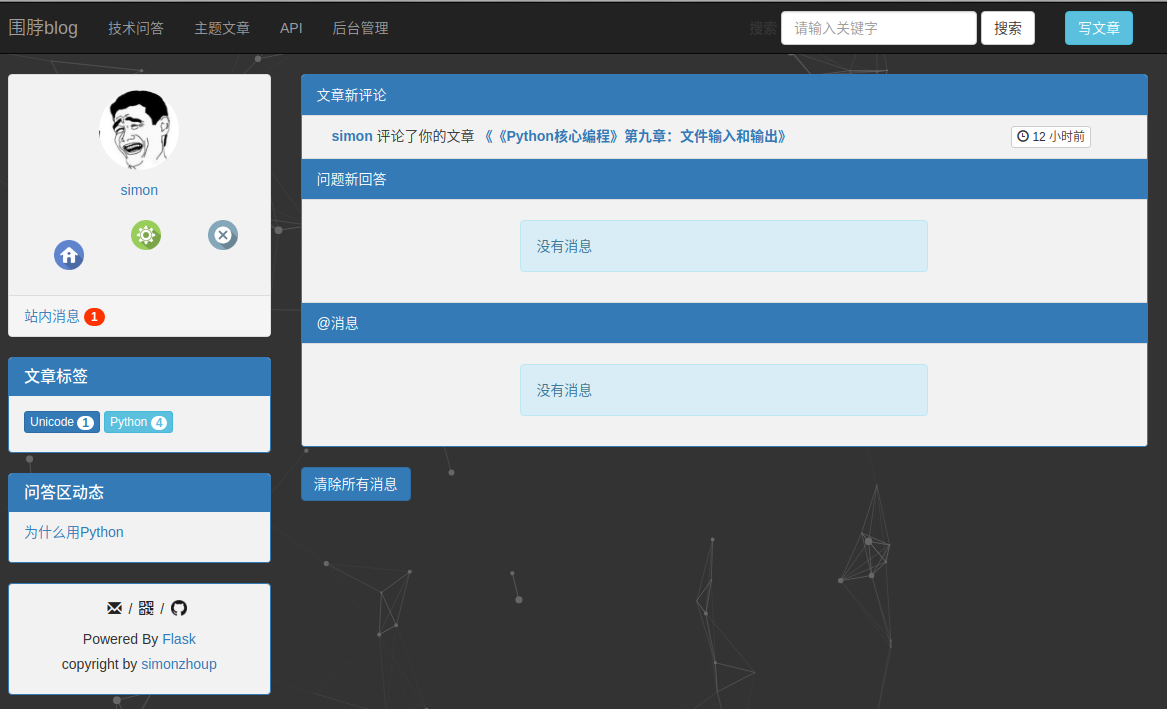 围脖blog 技术问答 主题文章 API 后台管理 搜索 请输入关键字 搜索 写文章
simon
站内消息 1
文章标签
Unicode 1 Python 4
问答区动态
为什么用Python
/ /
Powered By Flask
copyright by simonzhoup
文章新评论
simon 评论了你的文章 《《Python核心编程》第九章：文件输入和输出》 12 小时前
问题新回答
没有消息
@消息
没有消息
清除所有消息